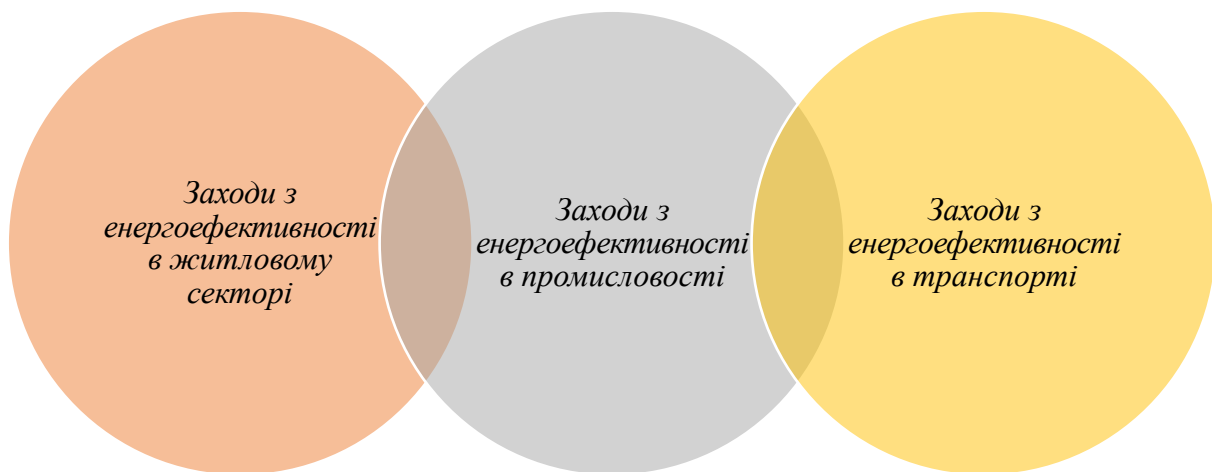 Заходи з
енергоефективності
в житловому
секторі
Заходи з
енергоефективності
в промисловості
Заходи з
енергоефективності
в транспорті